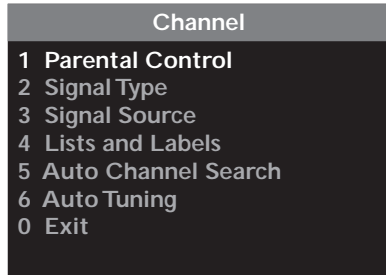 Channel
1 Parental Control
2 Signal Type
3 Signal Source
4 Lists and Labels
5 Auto Channel Search
6 Auto Tuning
0 Exit